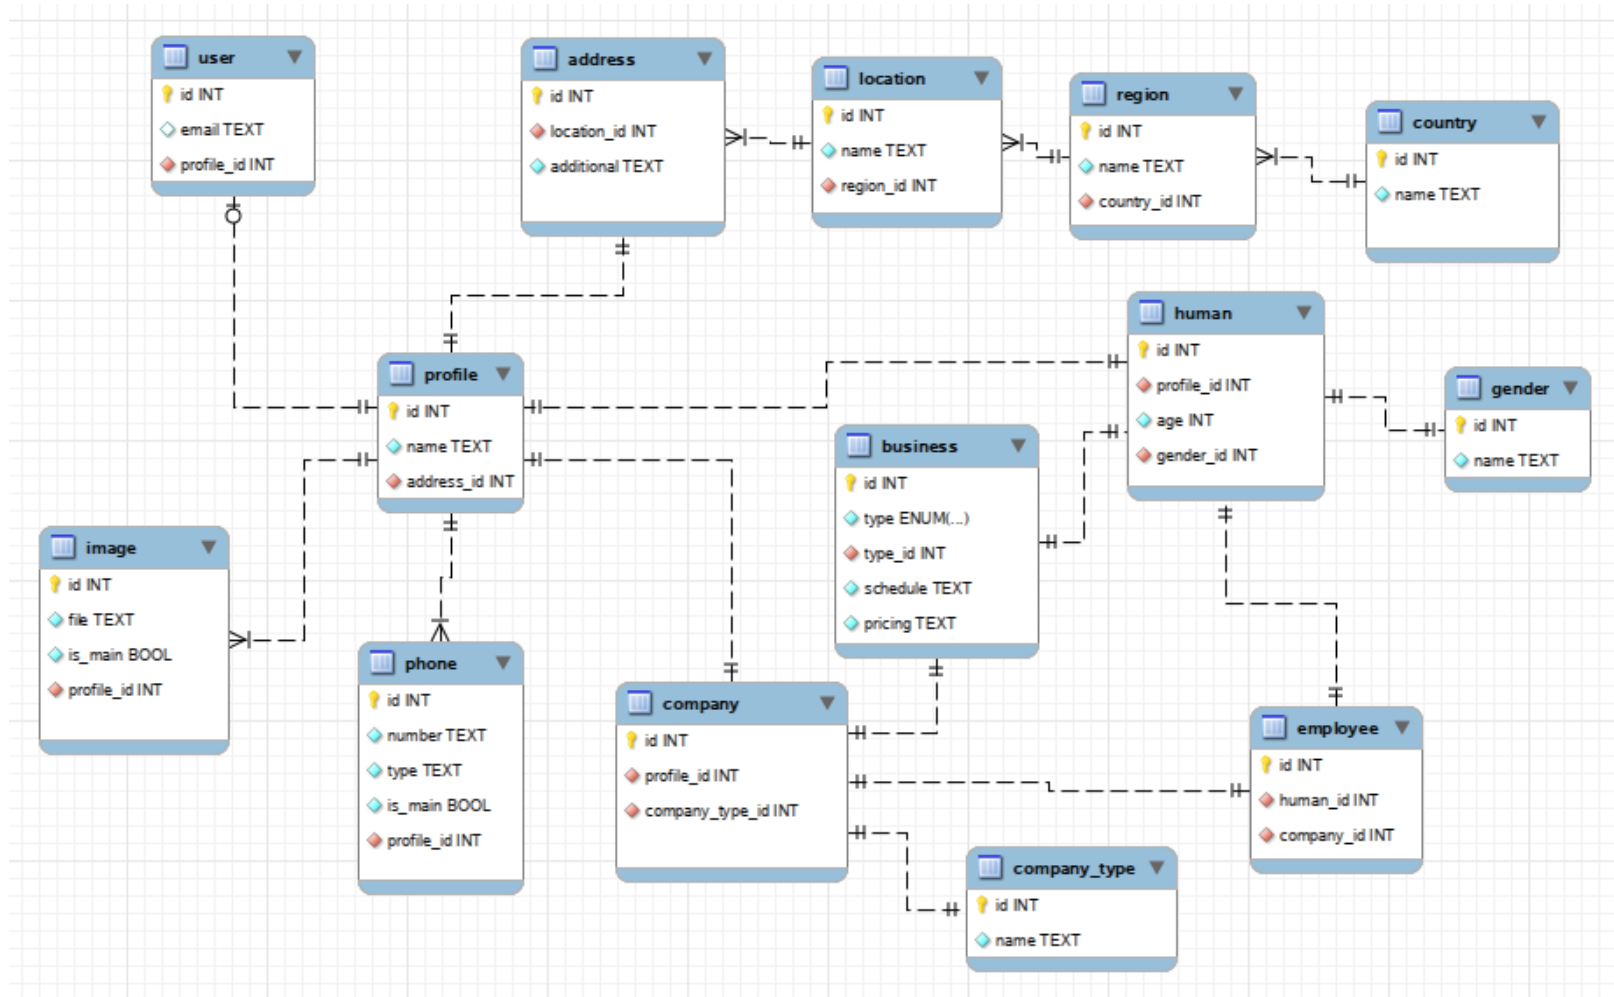 user
id INT
email TEXT
profile_id INT
address
id INT
location_id INT
additional TEXT
location
id INT
name TEXT
region_id INT
region
id INT
name TEXT
country_id INT
country
id INT
name TEXT
human
id INT
profile_id INT
age INT
gender_id INT
gender
id INT
name TEXT
profile
id INT
name TEXT
address_id INT
business
id INT
type ENUM(...)
type_id INT
schedule TEXT
pricing TEXT
image
id INT
file TEXT
is_main BOOL
profile_id INT
phone
id INT
number TEXT
type TEXT
is_main BOOL
profile_id INT
company
id INT
profile_id INT
company_type_id INT
employee
id INT
human_id INT
company_id INT
company_type
id INT
name TEXT